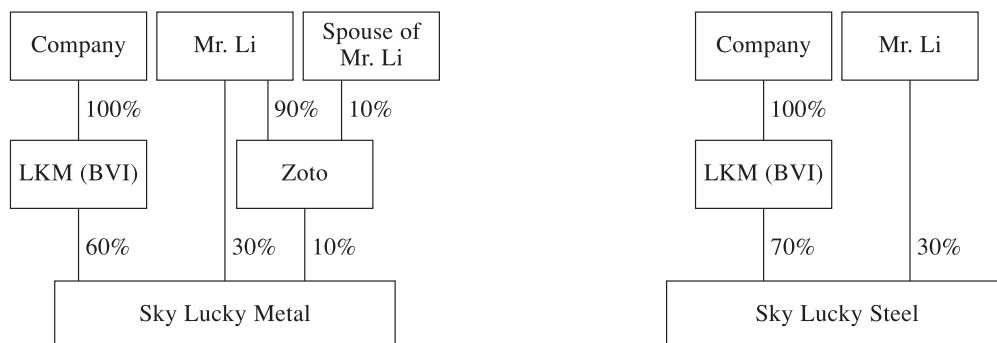 Company
Mr. Li
Spouse of
Mr. Li
100%
90%
10%
LKM (BVI)
Zoto
60%
30%
10%
Sky Lucky Metal
Company
Mr. Li
100%
LKM (BVI)
70%
30%
Sky Lucky Steel